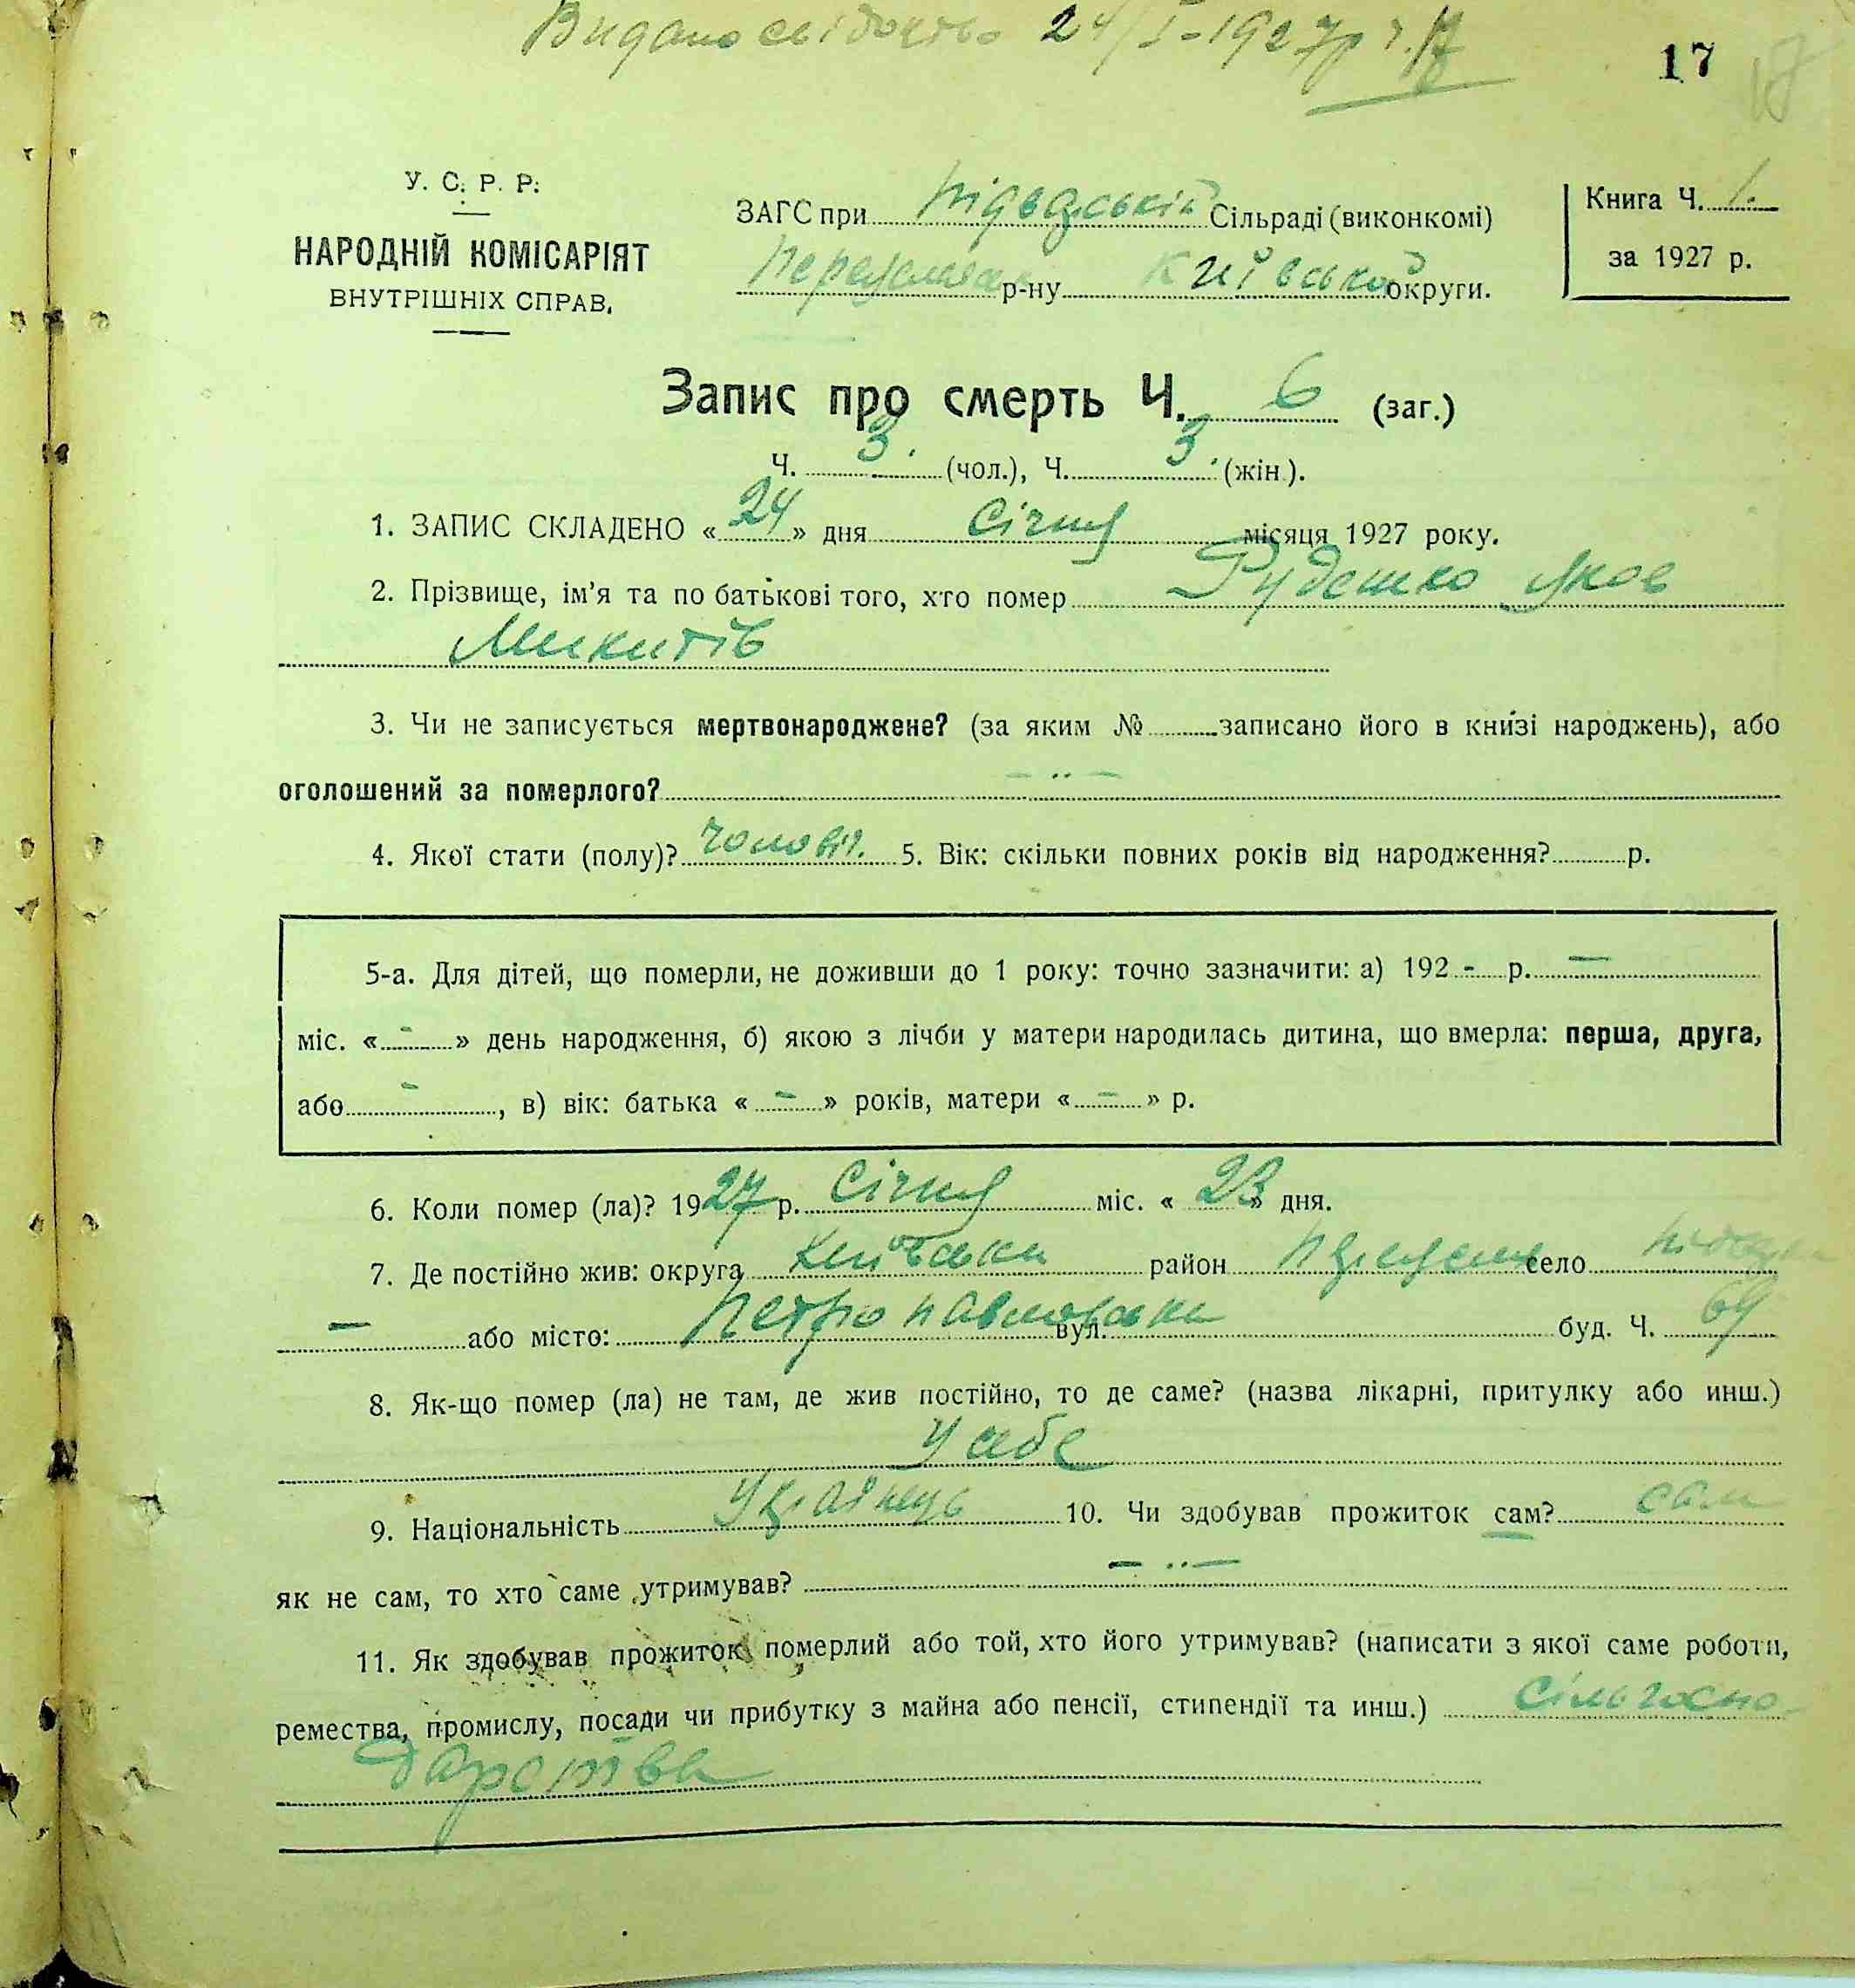 Видано свідоцтво 24/I-1927р ч.
17
У. С. Р. Р.
НАРОДНІЙ КОМІСАРІЯТ
ВНУТРІШНІХ СПРАВ.
ЗАГС при Підварській Сільраді (виконкомі)
р-ну Київської округи.
Книга Ч. 1.
за 1927 р.
Запис про смерть Ч. 6 (заг.)
Ч. 3. (чол.), Ч. 3. (жін.).
1. ЗАПИС СКЛАДЕНО « 24 » дня Січня місяця 1927 року.
2. Прізвище, ім'я та по батькові того, хто помер Руденко Яков
Микитів
3. Чи не записується мертвонароджене? (за яким № записано його в книзі народжень), або
оголошений за померлого? - " -
4. Якої стати (полу)? чоловіч. 5. Вік: скільки повних років від народження? р.
5-а. Для дітей, що померли, не доживши до 1 року: точно зазначити: а) 192 - р. —
міс. « - » день народження, б) якою з лічби у матери народилась дитина, що вмерла: перша, друга,
або - , в) вік: батька « - » років, матери « - » р.
6. Коли помер (ла)? 1927 р. Січня міс. « 23 » дня.
7. Де постійно жив: округа Київська район село
— або місто: Петропавловська вул. буд. Ч. 69
8. Як-що помер (ла) не там, де жив постійно, то де саме? (назва лікарні, притулку або инш.)
У себе
9. Національність Українець 10. Чи здобував прожиток сам? сам
як не сам, то хто саме утримував? — " —
11. Як здобував прожиток померлий або той, хто його утримував? (написати з якої саме роботи,
ремества, промислу, посади чи прибутку з майна або пенсії, стипендії та инш.) Сільгоспо-
дарства